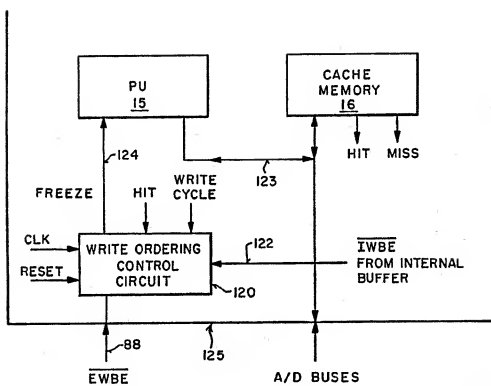 PU
15
CACHE
MEMORY
16
124
123
HIT
MISS
FREEZE
HIT
WRITE
CYCLE
CLK
RESET
WRITE ORDERING
CONTROL
CIRCUIT
122
120
IWBE
FROM INTERNAL
BUFFER
88
125
EWBE
A/D BUSES